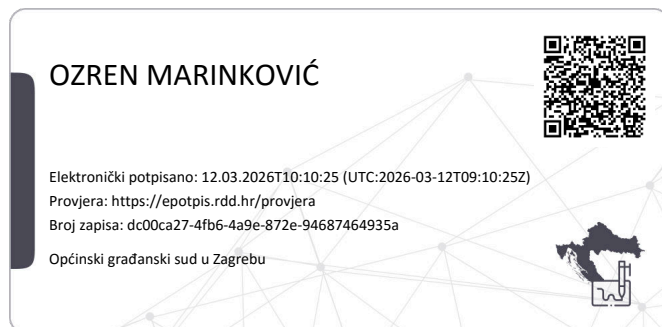 OZREN MARINKOVIĆ
Elektronički potpisano: 12.03.2026T10:10:25 (UTC:2026-03-12T09:10:25Z)
Provjera: https://epotpis.rdd.hr/provjera
Broj zapisa: dc00ca27-4fb6-4a9e-872e-94687464935a
Općinski građanski sud u Zagrebu